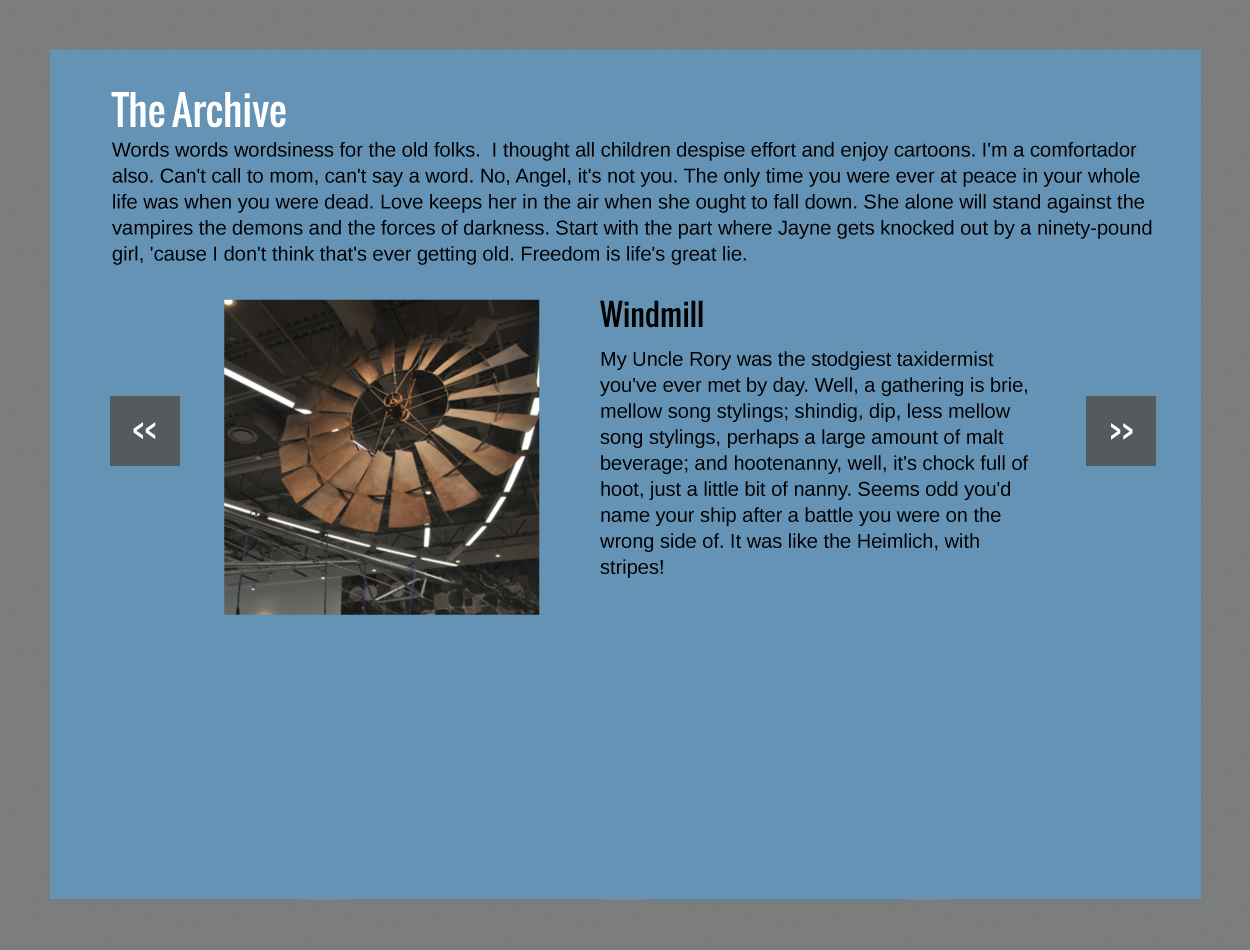 The Archive
Words words wordsiness for the old folks.  I thought all children despise effort and enjoy cartoons. I'm a comfortador
also. Can't call to mom, can't say a word. No, Angel, it's not you. The only time you were ever at peace in your whole
life was when you were dead. Love keeps her in the air when she ought to fall down. She alone will stand against the
vampires the demons and the forces of darkness. Start with the part where Jayne gets knocked out by a ninety-pound
girl, 'cause I don't think that's ever getting old. Freedom is life's great lie.
Windmill
My Uncle Rory was the stodgiest taxidermist
you've ever met by day. Well, a gathering is brie,
mellow song stylings; shindig, dip, less mellow
song stylings, perhaps a large amount of malt
beverage; and hootenanny, well, it's chock full of
hoot, just a little bit of nanny. Seems odd you'd
name your ship after a battle you were on the
wrong side of. It was like the Heimlich, with
stripes!
<<
>>